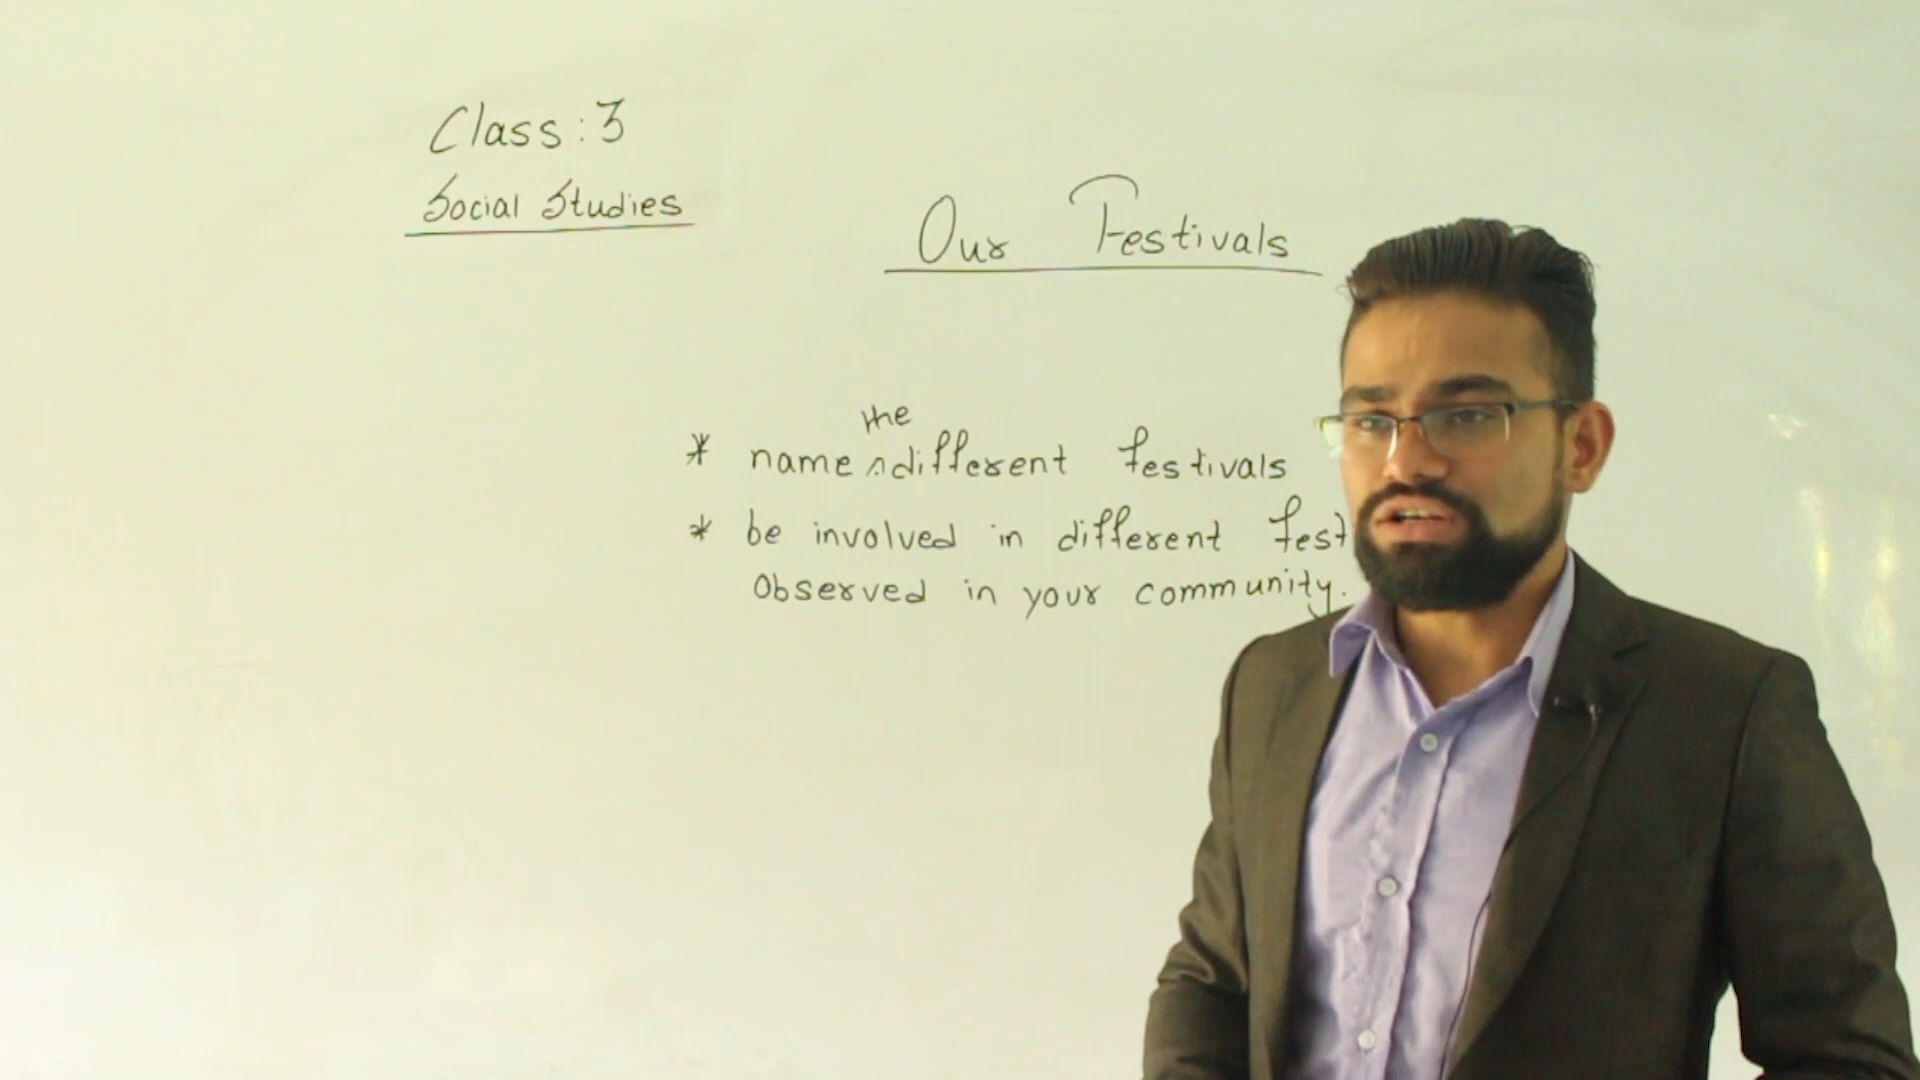 Class : 3
Social Studies
Our Festivals
* name the different festivals
* be involved in different fest
Observed in your community.